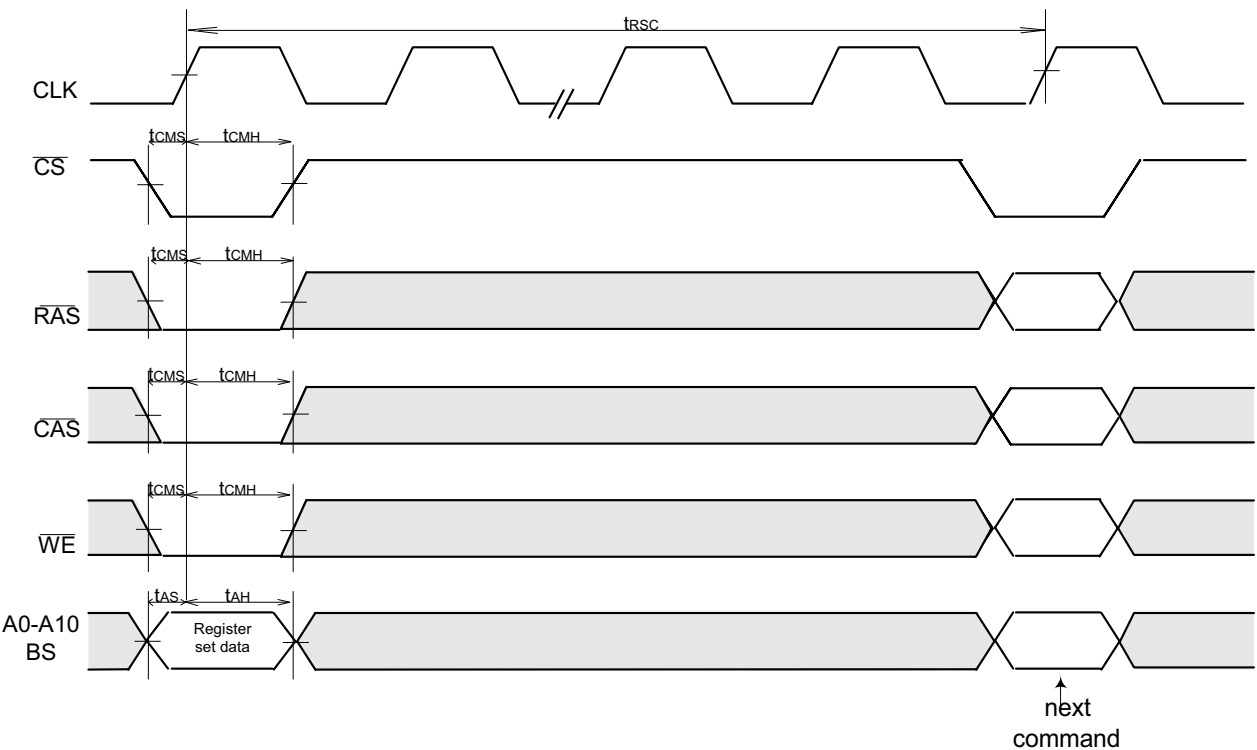 tRSC
CLK
tCMS tCMH
CS
tCMS tCMH
RAS
tCMS tCMH
CAS
tCMS tCMH
WE
tAS tAH
A0-A10
BS
Register
set data
next
command